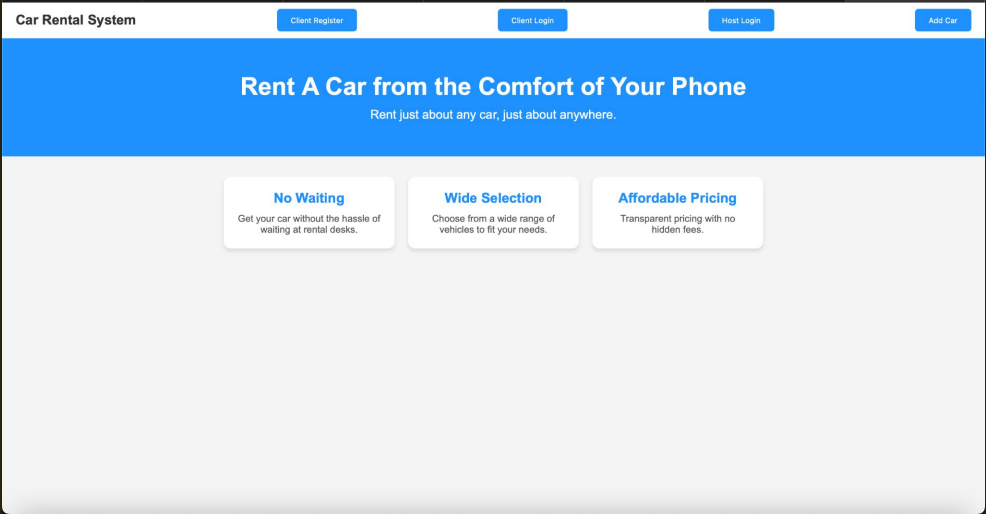 Car Rental System
Client Register
Client Login
Host Login
Add Car
Rent A Car from the Comfort of Your Phone
Rent just about any car, just about anywhere.
No Waiting
Get your car without the hassle of
waiting at rental desks.
Wide Selection
Choose from a wide range of
vehicles to fit your needs.
Affordable Pricing
Transparent pricing with no
hidden fees.